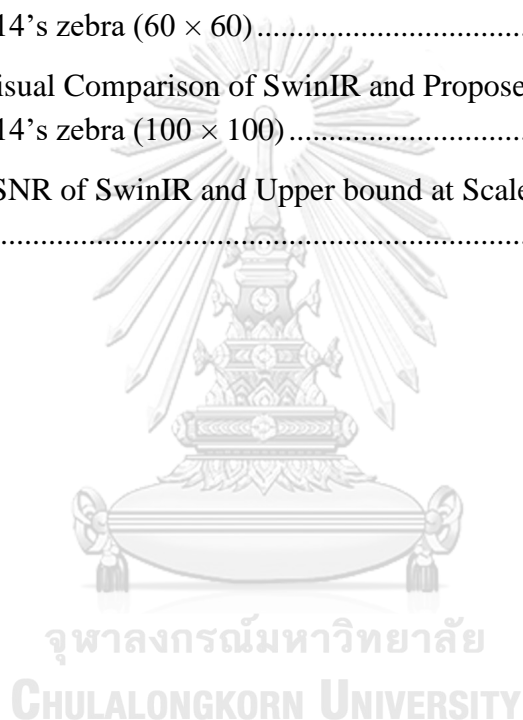 14’s zebra (60 × 60)...................................
isual Comparison of SwinIR and Propose
14’s zebra (100 × 100)...............................
SNR of SwinIR and Upper bound at Scale
........................................................................
จุฬาลงกรณ์มหาวิทยาลัย
CHULALONGKORN UNIVERSITY